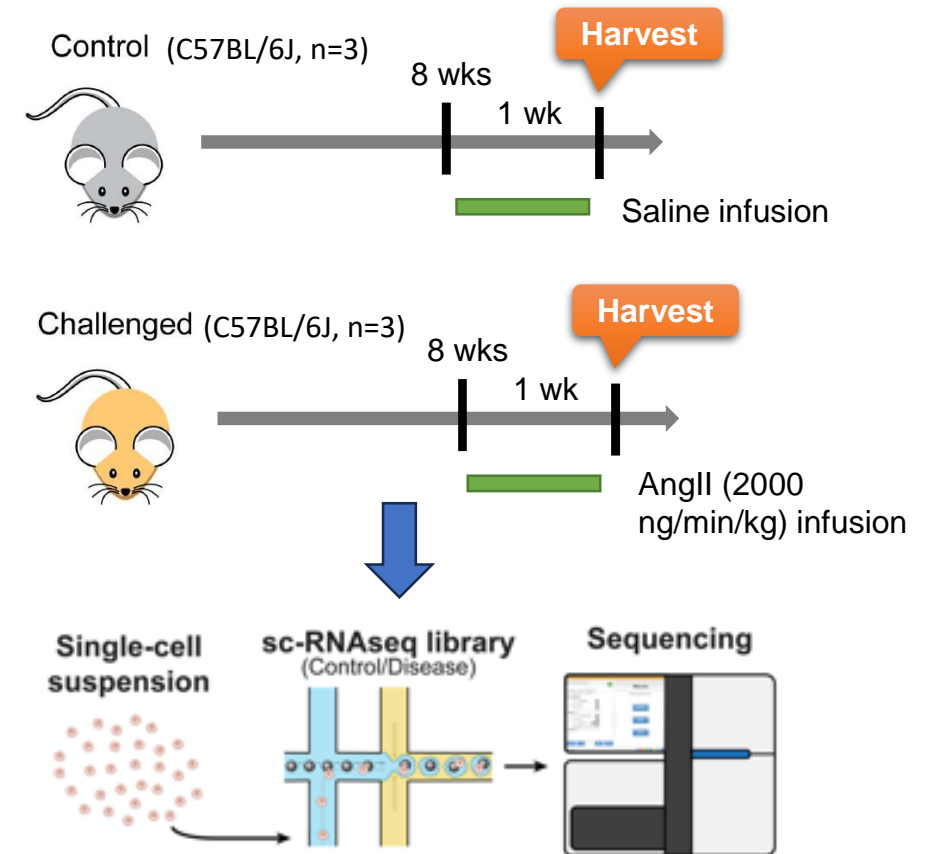 Harvest
Control (C57BL/6J, n=3)
8 wks
1 wk
Saline infusion
Harvest
Challenged (C57BL/6J, n=3)
8 wks
1 wk
AngII (2000
ng/min/kg) infusion
Single-cell
suspension
sc-RNAseq library
(Control/Disease)
Sequencing